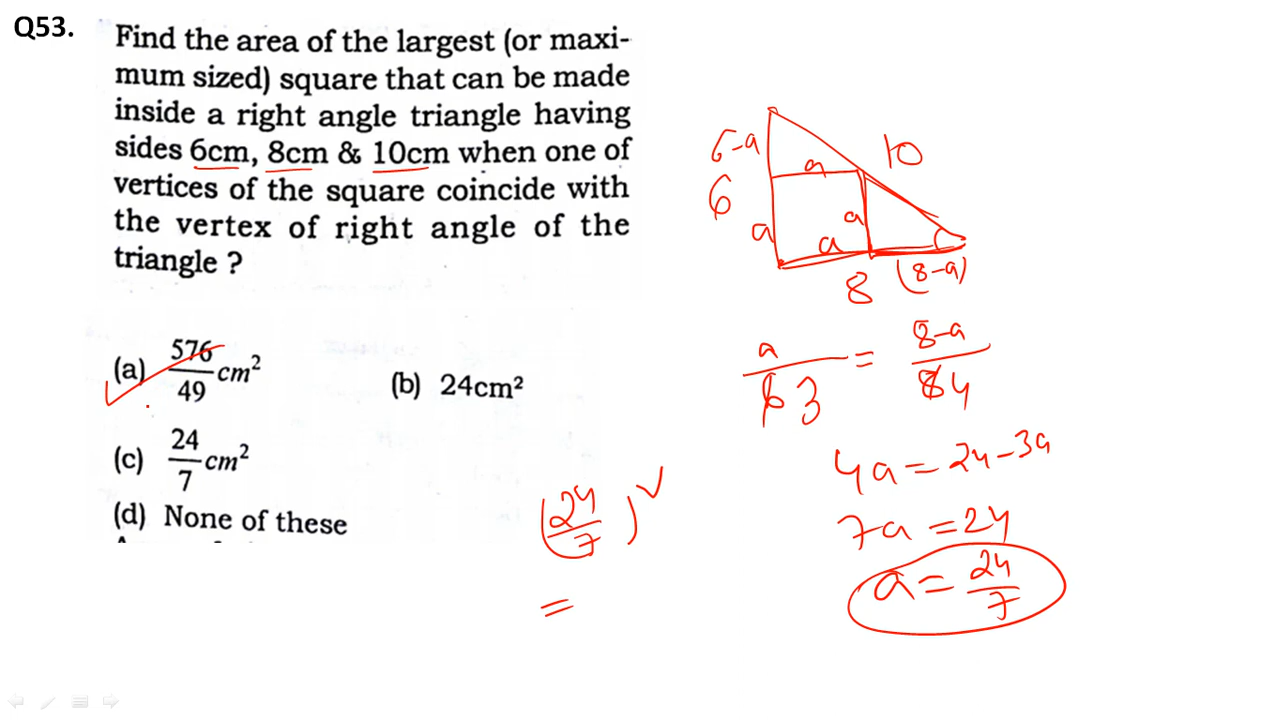 Q53.
Find the area of the largest (or maxi-
mum sized) square that can be made
inside a right angle triangle having
sides 6cm, 8cm & 10cm when one of
vertices of the square coincide with
the vertex of right angle of the
triangle ?
(a) 576/49 cm²
(b) 24cm²
(c) 24/7 cm²
(d) None of these
6-a
a
10
6
a
a
a
8
(8-a)
a/6 3 = 8-a/8 4
4a = 24-3a
7a = 24
a = 24/7
(24/7)²
=